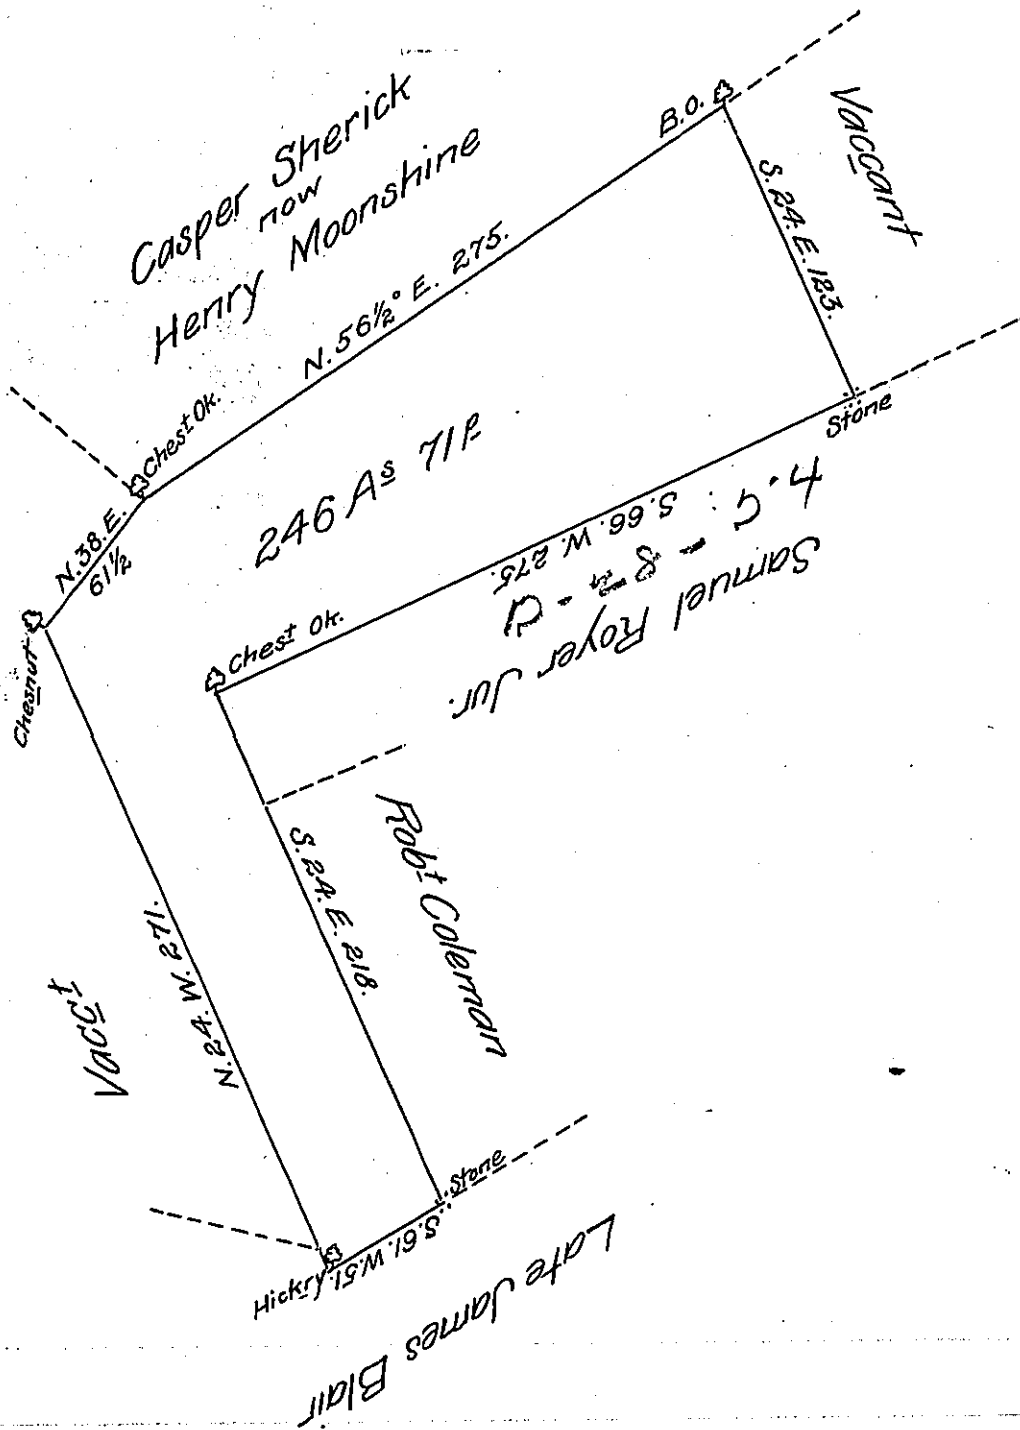 Casper Sherick
now
Henry Moonshine
B.O.
Vaccant
S. 24. E. 123.
N. 56½° E. 275.
Chest Ok.
Stone
N. 38. E.
61½
246 As 71 P
S. 66. W. 275.
Samuel Royer Jur.
Chesnut
Chest Ok.
Robt Coleman
S. 24. E. 218.
N. 24. W. 271.
Vacct
Stone
S. 61. W. 51.
Hickry
Late James Blair